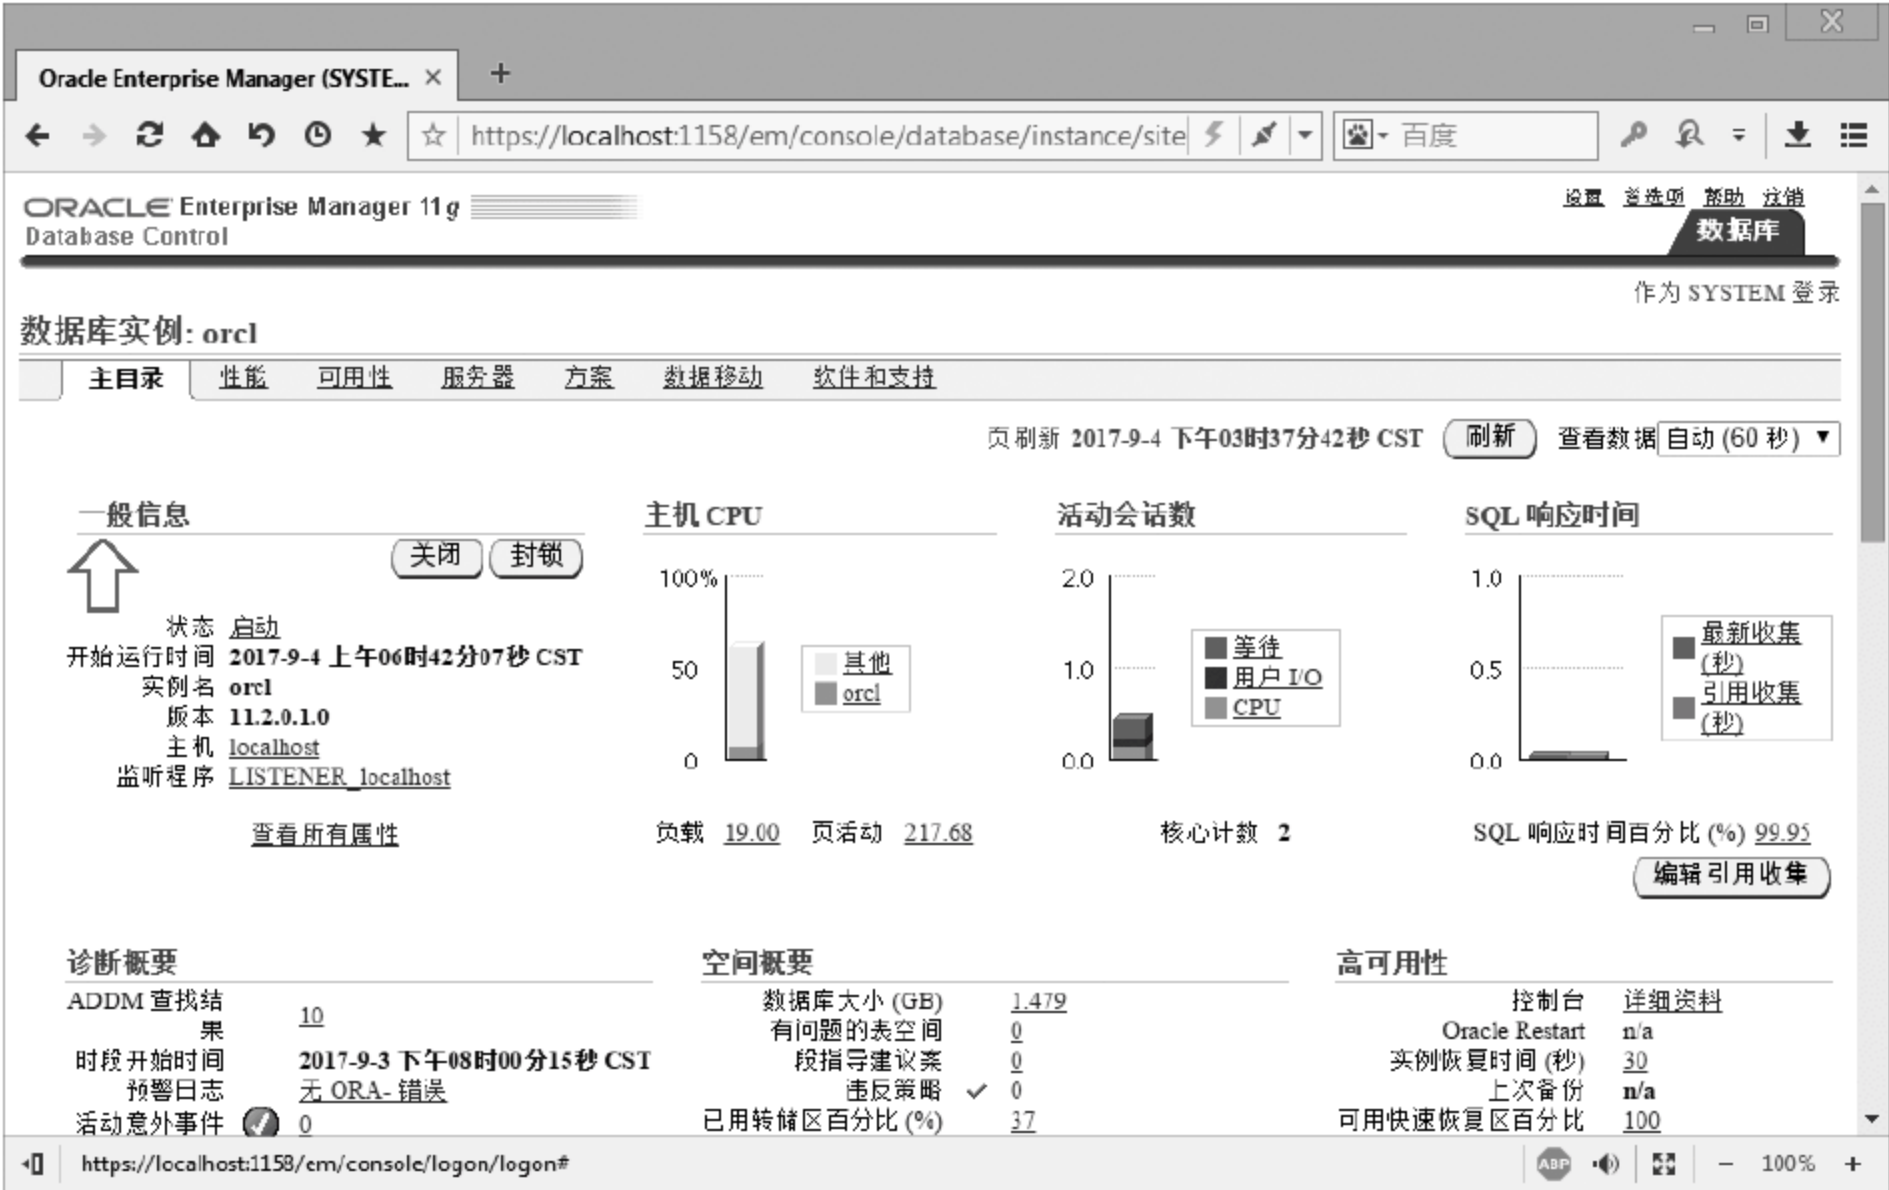 Oracle Enterprise Manager (SYSTE... × +
https://localhost:1158/em/console/database/instance/site 百度
ORACLE Enterprise Manager 11g
Database Control
设置 首选项 帮助 注销
数据库
作为 SYSTEM 登录
数据库实例: orcl
主目录 性能 可用性 服务器 方案 数据移动 软件和支持
页刷新 2017-9-4 下午03时37分42秒 CST 刷新 查看数据 自动 (60 秒)
一般信息
关闭 封锁
状态 启动
开始运行时间 2017-9-4 上午06时42分07秒 CST
实例名 orcl
版本 11.2.0.1.0
主机 localhost
监听程序 LISTENER_localhost
查看所有属性
主机 CPU
100%
50
0
其他
orcl
负载 19.00 页活动 217.68
活动会话数
2.0
1.0
0.0
等待
用户 I/O
CPU
核心计数 2
SQL 响应时间
1.0
0.5
0.0
最新收集
(秒)
引用收集
(秒)
SQL 响应时间百分比 (%) 99.95
编辑引用收集
诊断概要
ADDM 查找结
果 10
时段开始时间 2017-9-3 下午08时00分15秒 CST
预警日志 无 ORA- 错误
活动意外事件 0
空间概要
数据库大小 (GB) 1.479
有问题的表空间 0
段指导建议案 0
违反策略 0
已用转储区百分比 (%) 37
高可用性
控制台 详细资料
Oracle Restart n/a
实例恢复时间 (秒) 30
上次备份 n/a
可用快速恢复区百分比 100
https://localhost:1158/em/console/logon/logon#
ABP 100%